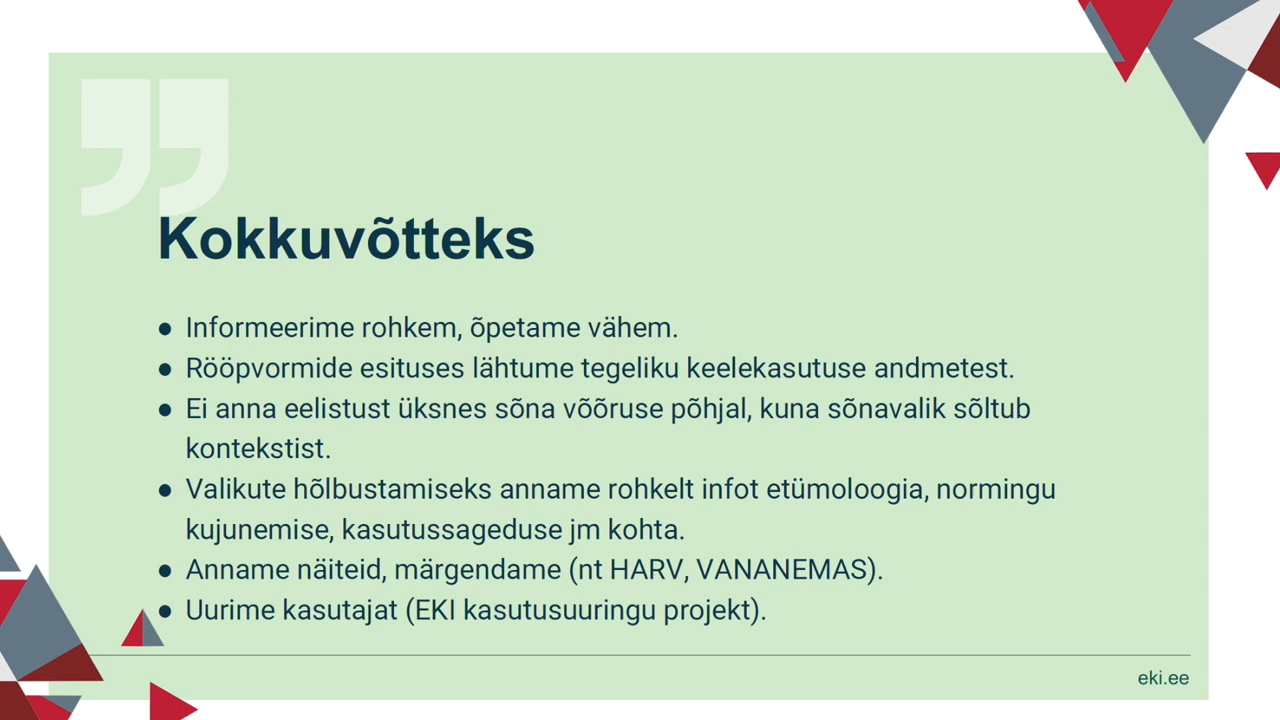 Kokkuvõtteks
● Informeerime rohkem, õpetame vähem.
● Rööpvormide esituses lähtume tegeliku keelekasutuse andmetest.
● Ei anna eelistust üksnes sõna võõruse põhjal, kuna sõnavalik sõltub
kontekstist.
● Valikute hõlbustamiseks anname rohkelt infot etümoloogia, normingu
kujunemise, kasutussageduse jm kohta.
● Anname näiteid, märgendame (nt HARV, VANANEMAS).
● Uurime kasutajat (EKI kasutusuuringu projekt).
eki.ee